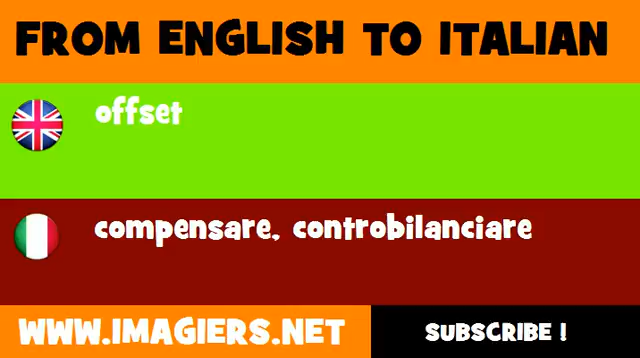 FROM ENGLISH TO ITALIAN
offset
compensare, controbilanciare
WWW.IMAGIERS.NET
SUBSCRIBE !